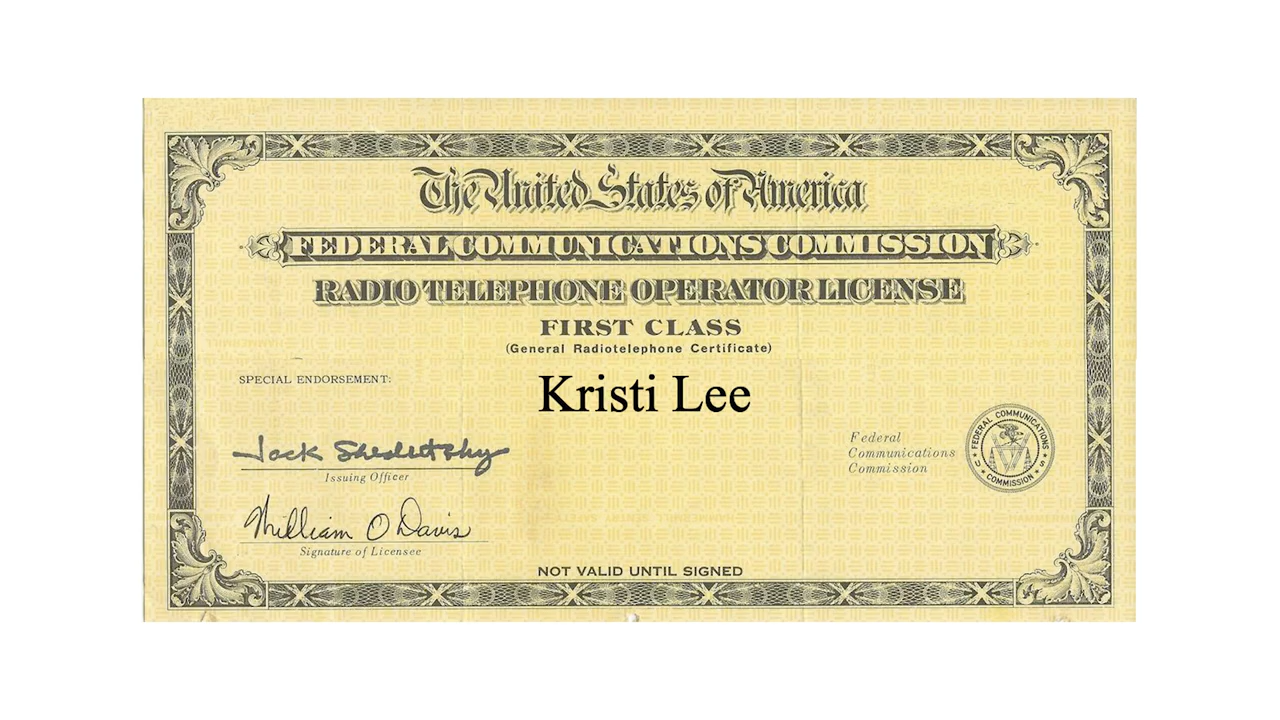 The United States of America
FEDERAL COMMUNICATIONS COMMISSION
RADIO TELEPHONE OPERATOR LICENSE
FIRST CLASS
(General Radiotelephone Certificate)
SPECIAL ENDORSEMENT:
Kristi Lee
Jack
Issuing Officer
William O Davis
Signature of Licensee
Federal
Communications
Commission
FEDERAL COMMUNICATIONS
COMMISSION
U S
NOT VALID UNTIL SIGNED